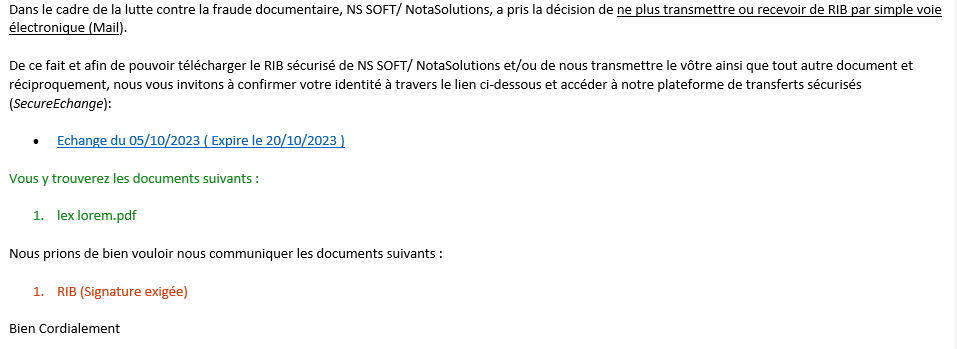 Dans le cadre de la lutte contre la fraude documentaire, NS SOFT/ NotaSolutions, a pris la décision de ne plus transmettre ou recevoir de RIB par simple voie
électronique (Mail).
De ce fait et afin de pouvoir télécharger le RIB sécurisé de NS SOFT/ NotaSolutions et/ou de nous transmettre le vôtre ainsi que tout autre document et
réciproquement, nous vous invitons à confirmer votre identité à travers le lien ci-dessous et accéder à notre plateforme de transferts sécurisés
(SecureEchange):
• Echange du 05/10/2023 ( Expire le 20/10/2023 )
Vous y trouverez les documents suivants :
1. lex lorem.pdf
Nous prions de bien vouloir nous communiquer les documents suivants :
1. RIB (Signature exigée)
Bien Cordialement